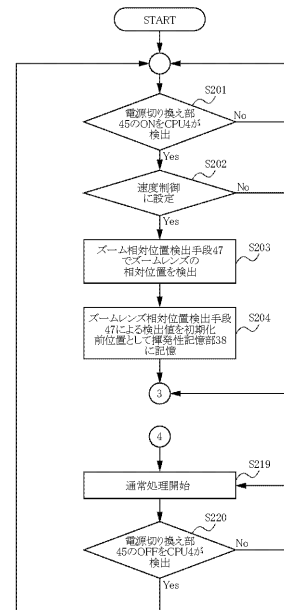 START
S201
電源切り換え部
45のONをCPU4が
検出
No
Yes
S202
速度制御
に設定
No
Yes
S203
ズーム相対位置検出手段47
でズームレンズの
相対位置を検出
S204
ズームレンズ相対位置検出手段
47による検出値を初期化
前位置として揮発性記憶部38
に記憶
3
4
S219
通常処理開始
S220
電源切り換え部
45のOFFをCPU4が
検出
No
Yes